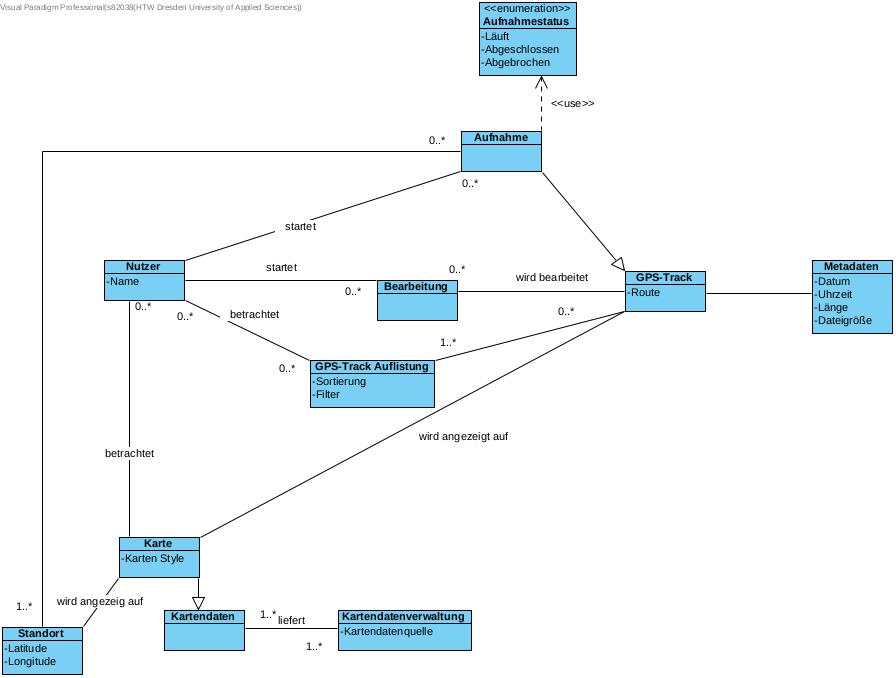 Visual Paradigm Professional(s82038(HTW Dresden University of Applied Sciences))
<<enumeration>>
Aufnahmestatus
-Läuft
-Abgeschlossen
-Abgebrochen
<<use>>
Aufnahme
0..*
0..*
startet
Nutzer
-Name
startet
0..*
Bearbeitung
0..*
wird bearbeitet
GPS-Track
-Route
Metadaten
-Datum
-Uhrzeit
-Länge
-Dateigröße
0..*
0..*
betrachtet
0..*
1..*
0..*
GPS-Track Auflistung
-Sortierung
-Filter
wird angezeigt auf
betrachtet
Karte
-Karten Style
wird angezeig auf
1..*
Standort
-Latitude
-Longitude
Kartendaten
1..*
liefert
1..*
Kartendatenverwaltung
-Kartendatenquelle